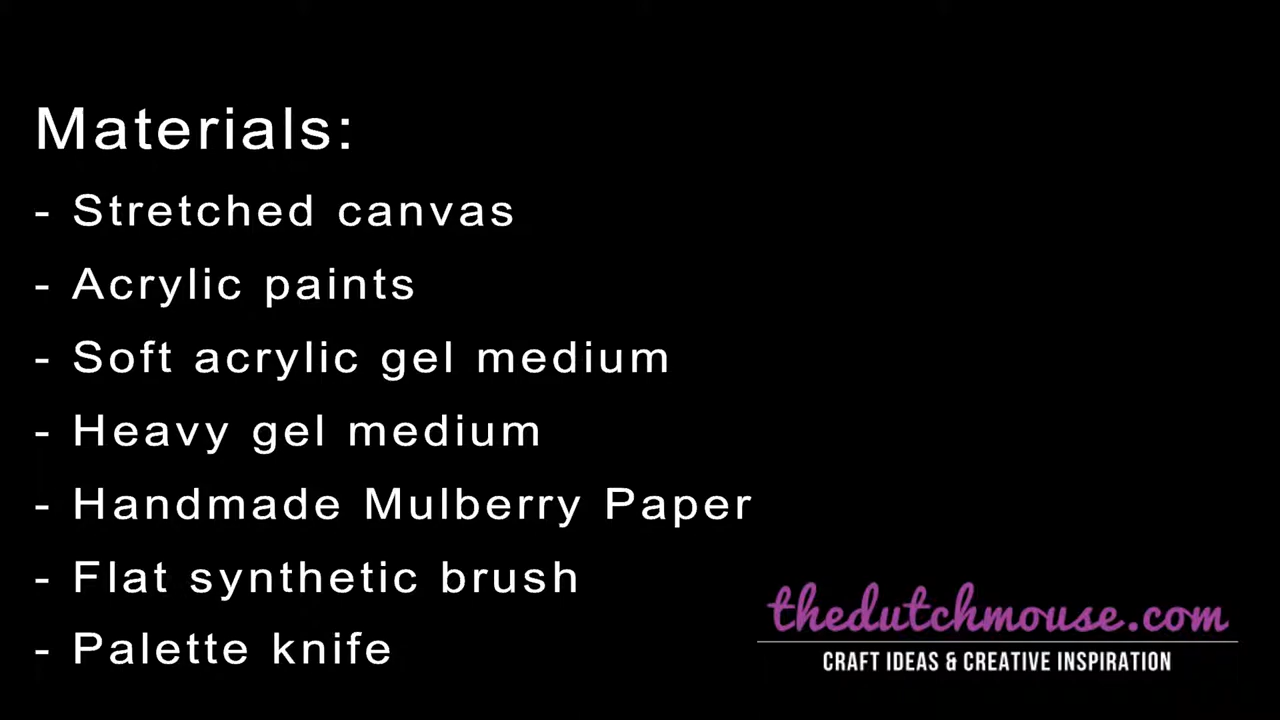 Materials:
- Stretched canvas
- Acrylic paints
- Soft acrylic gel medium
- Heavy gel medium
- Handmade Mulberry Paper
- Flat synthetic brush
- Palette knife
thedutchmouse.com
CRAFT IDEAS & CREATIVE INSPIRATION